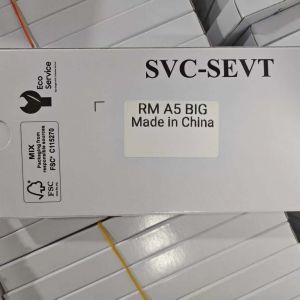 Eco
Service
SVC-SEVT
RM A5 BIG
Made in China
MIX
Packaging from
responsible sources
FSC® C115270
FSC